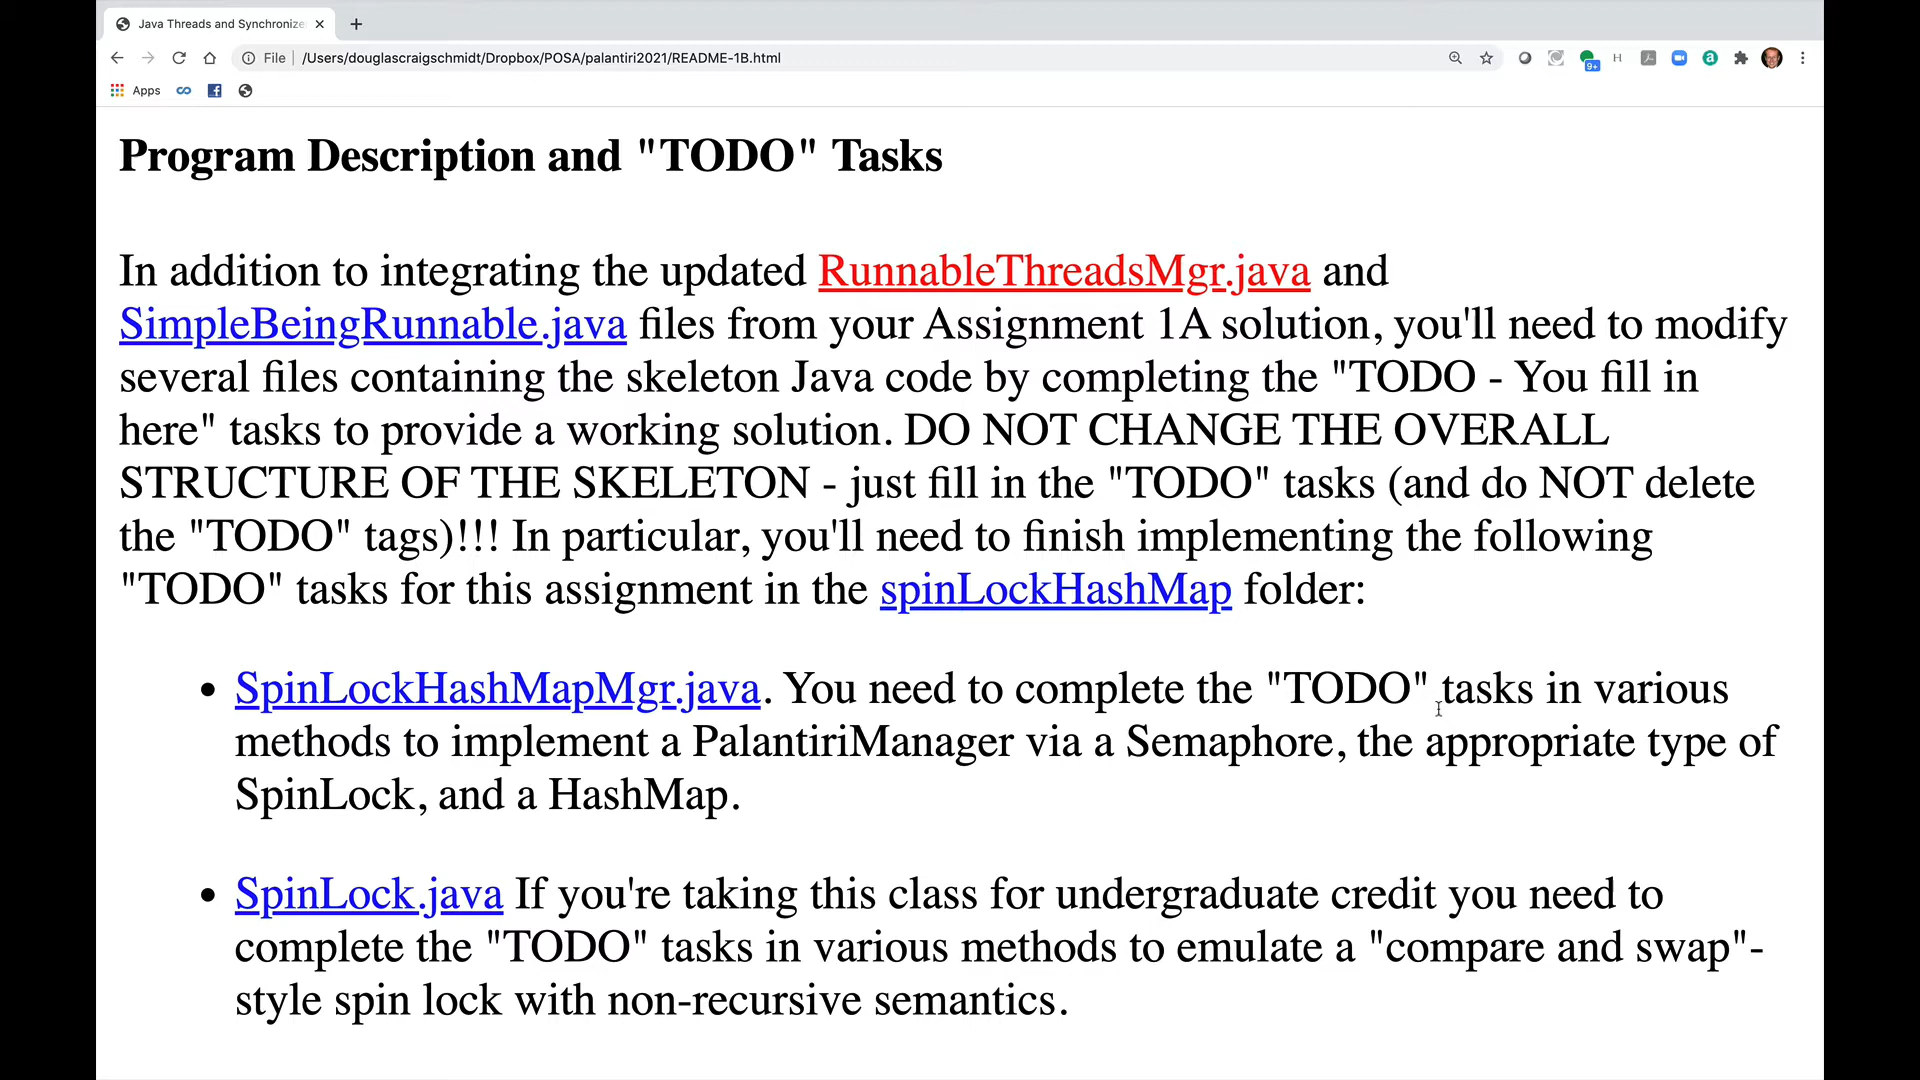 Java Threads and Synchronize
File /Users/douglascraigschmidt/Dropbox/POSA/palantiri2021/README-1B.html
9+
H
a
Apps
Program Description and "TODO" Tasks
In addition to integrating the updated RunnableThreadsMgr.java and
SimpleBeingRunnable.java files from your Assignment 1A solution, you'll need to modify
several files containing the skeleton Java code by completing the "TODO - You fill in
here" tasks to provide a working solution. DO NOT CHANGE THE OVERALL
STRUCTURE OF THE SKELETON - just fill in the "TODO" tasks (and do NOT delete
the "TODO" tags)!!! In particular, you'll need to finish implementing the following
"TODO" tasks for this assignment in the spinLockHashMap folder:
• SpinLockHashMapMgr.java. You need to complete the "TODO" tasks in various
methods to implement a PalantiriManager via a Semaphore, the appropriate type of
SpinLock, and a HashMap.
• SpinLock.java If you're taking this class for undergraduate credit you need to
complete the "TODO" tasks in various methods to emulate a "compare and swap"-
style spin lock with non-recursive semantics.